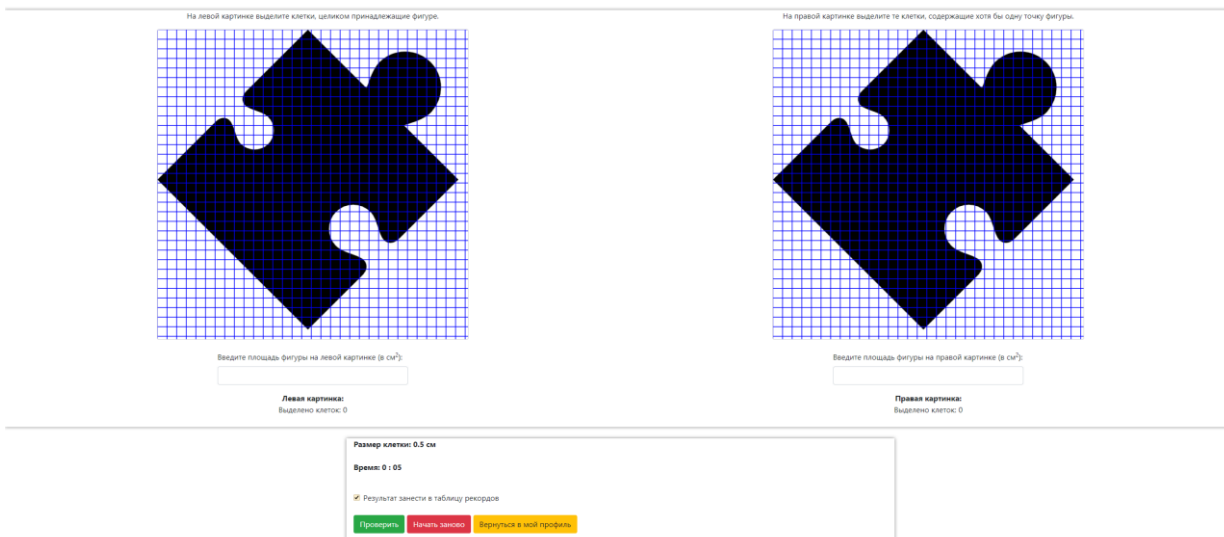 На левой картинке выделите клетки, целиком принадлежащие фигуре.
На правой картинке выделите те клетки, содержащие хотя бы одну точку фигуры.
Введите площадь фигуры на левой картинке (в см²):
Введите площадь фигуры на правой картинке (в см²):
Левая картинка:
Выделено клеток: 0
Правая картинка:
Выделено клеток: 0
Размер клетки: 0.5 см
Время: 0 : 05
Результат занести в таблицу рекордов
Проверить Начать заново Вернуться в мой профиль